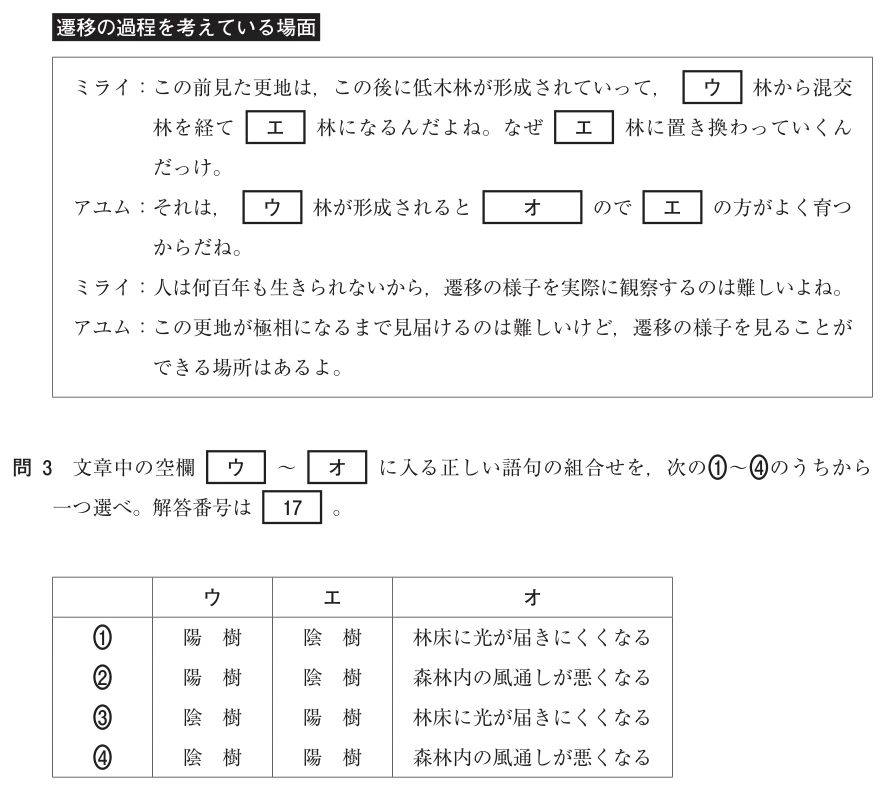 遷移の過程を考えている場面
ミライ：この前見た更地は，この後に低木林が形成されていって，ウ林から混交
林を経てエ林になるんだよね。なぜエ林に置き換わっていくん
だっけ。
アユム：それは，ウ林が形成されるとオのでエの方がよく育つ
からだね。
ミライ：人は何百年も生きられないから，遷移の様子を実際に観察するのは難しいよね。
アユム：この更地が極相になるまで見届けるのは難しいけど，遷移の様子を見ることが
できる場所はあるよ。
問 3 文章中の空欄 ウ ～ オ に入る正しい語句の組合せを，次の①～④のうちから
一つ選べ。解答番号は 17 。
ウ エ オ
① 陽樹 陰樹 林床に光が届きにくくなる
② 陽樹 陰樹 森林内の風通しが悪くなる
③ 陰樹 陽樹 林床に光が届きにくくなる
④ 陰樹 陽樹 森林内の風通しが悪くなる